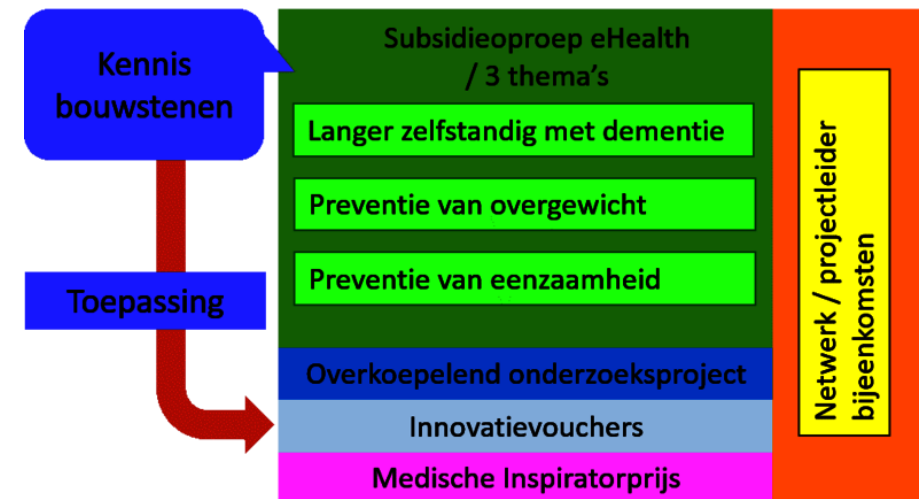 Kennis
bouwstenen
Toepassing
Subsidieoproep eHealth
/ 3 thema's
Langer zelfstandig met dementie
Preventie van overgewicht
Preventie van eenzaamheid
Overkoepelend onderzoeksproject
Innovatievouchers
Medische Inspiratorprijs
Netwerk / projectleider
bijeenkomsten